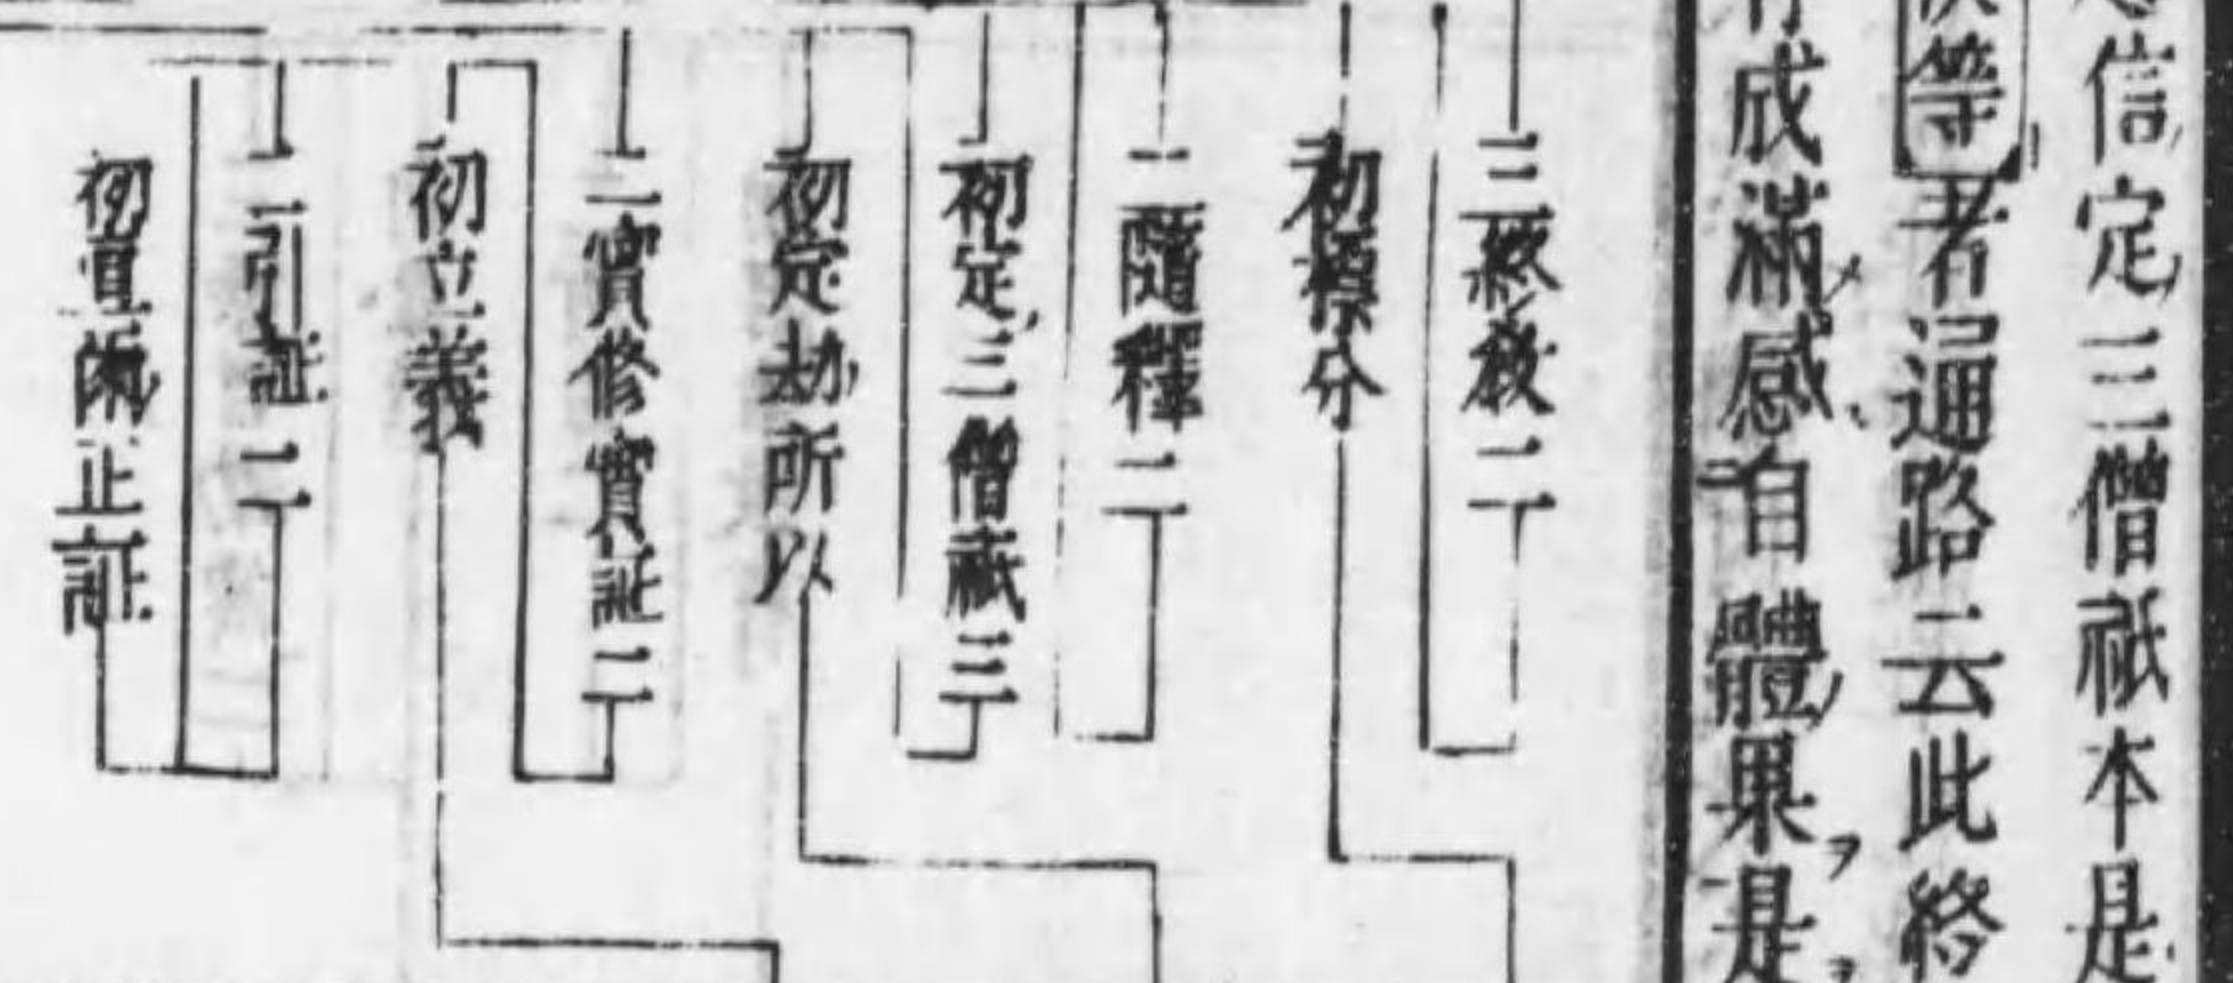 信定三僧祇本是
等者通路云此終
成滿感自體果是
三終教二
初標分
二隨釋二
初定三僧祇三
初定劫所以
二實修實証二
初立義
二引証二
初正証